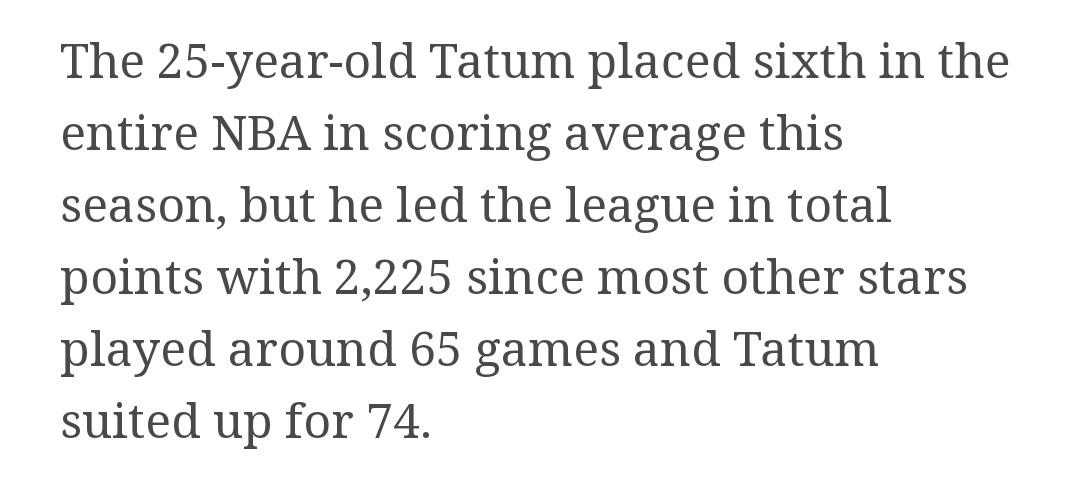 The 25-year-old Tatum placed sixth in the
entire NBA in scoring average this
season, but he led the league in total
points with 2,225 since most other stars
played around 65 games and Tatum
suited up for 74.